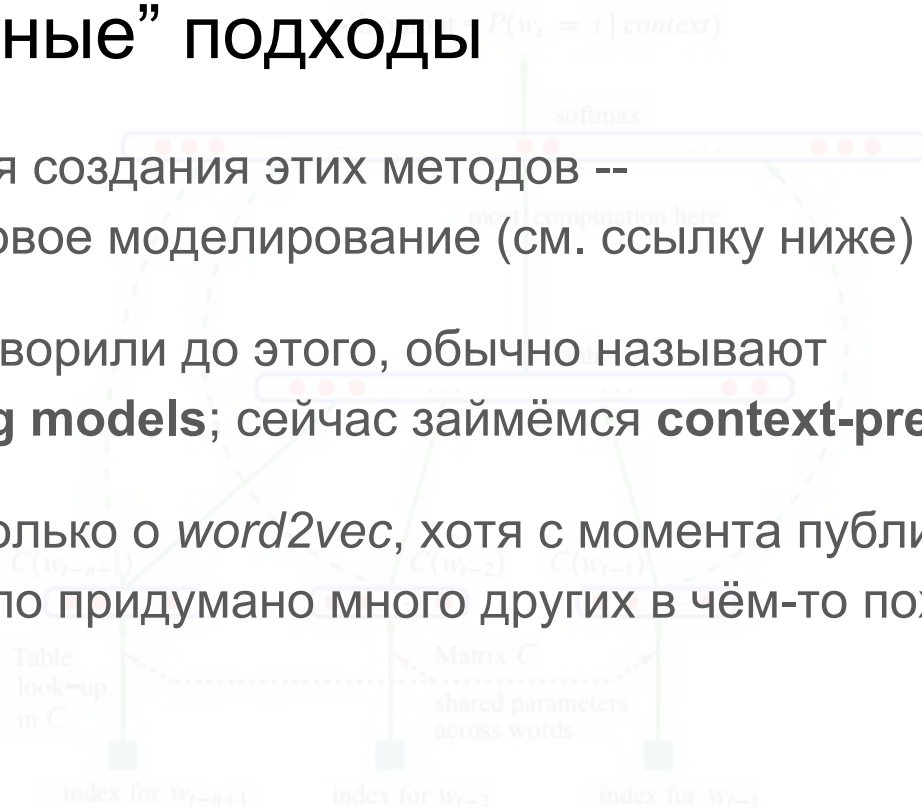 ные” подходы
я создания этих методов --
овое моделирование (см. ссылку ниже)
ворили до этого, обычно называют
g models; сейчас займёмся context-pre
олько о word2vec, хотя с момента публи
ло придумано много других в чём-то пох
P(w_t = i | context)
softmax
most computation here
C(w_{t-n+1}) C(w_{t-2}) C(w_{t-1})
Table
look-up
in C
Matrix C
shared parameters
across words
index for w_{t-n+1} index for w_{t-2} index for w_{t-1}